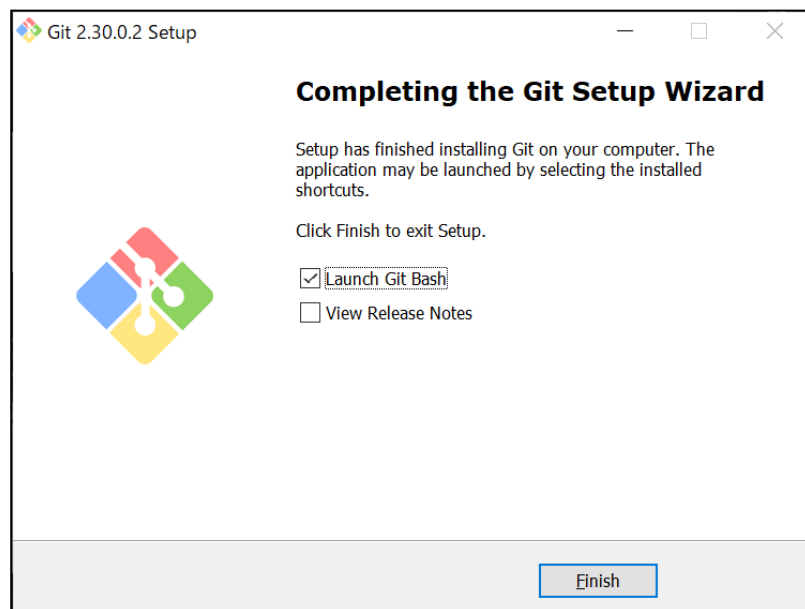 Git 2.30.0.2 Setup
Completing the Git Setup Wizard
Setup has finished installing Git on your computer. The
application may be launched by selecting the installed
shortcuts.
Click Finish to exit Setup.
Launch Git Bash
View Release Notes
Finish